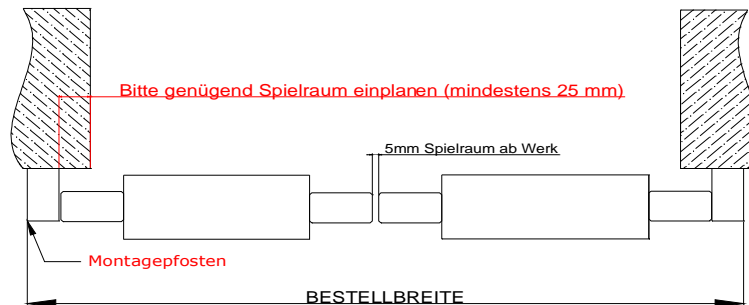 Bitte genügend Spielraum einplanen (mindestens 25 mm)
5mm Spielraum ab Werk
Montagepfosten
BESTELLBREITE